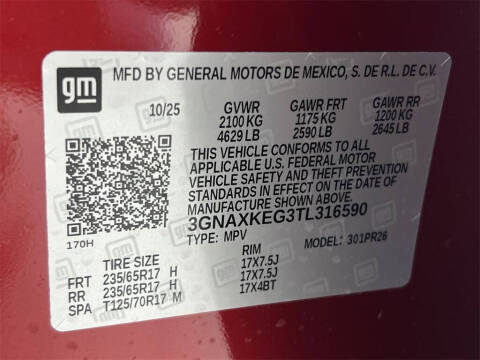 gm MFD BY GENERAL MOTORS DE MEXICO, S. DE R.L. DE C.V.
10/25 GVWR GAWR FRT GAWR RR
2100 KG 1175 KG 1200 KG
4629 LB 2590 LB 2645 LB
THIS VEHICLE CONFORMS TO ALL
APPLICABLE U.S. FEDERAL MOTOR
VEHICLE SAFETY AND THEFT PREVENTION
STANDARDS IN EFFECT ON THE DATE OF
MANUFACTURE SHOWN ABOVE.
3GNAXKEG3TL316590
170H TYPE: MPV MODEL: 301PR26
TIRE SIZE RIM
FRT 235/65R17 H 17X7.5J
RR 235/65R17 H 17X7.5J
SPA T125/70R17 M 17X4BT